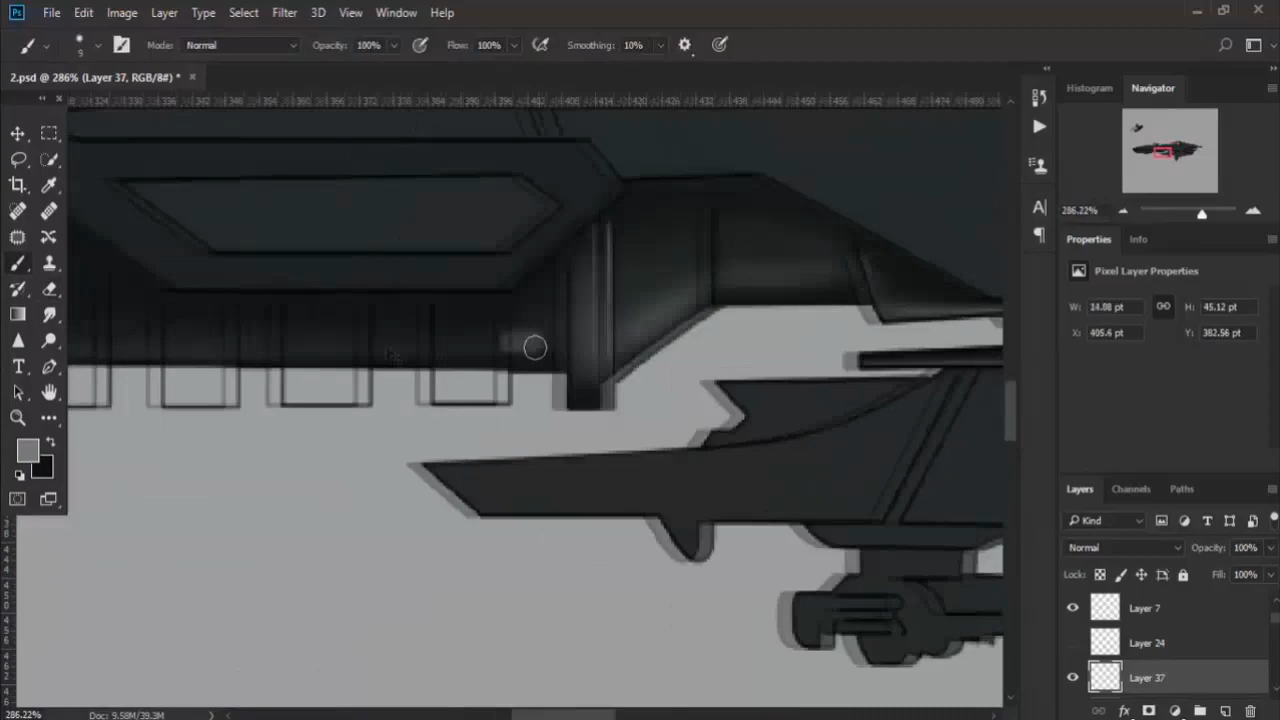 Ps File Edit Image Layer Type Select Filter 3D View Window Help
9 Mode: Normal Opacity: 100% Flow: 100% Smoothing: 10%
2.psd @ 286% (Layer 37, RGB/8#) *
Histogram Navigator
286.22%
Properties Info
Pixel Layer Properties
W: 14.08 pt H: 45.12 pt
X: 405.6 pt Y: 382.56 pt
Layers Channels Paths
Kind
Normal Opacity: 100%
Lock: Fill: 100%
Layer 7
Layer 24
Layer 37
286.22% Doc: 9.58M/39.3M